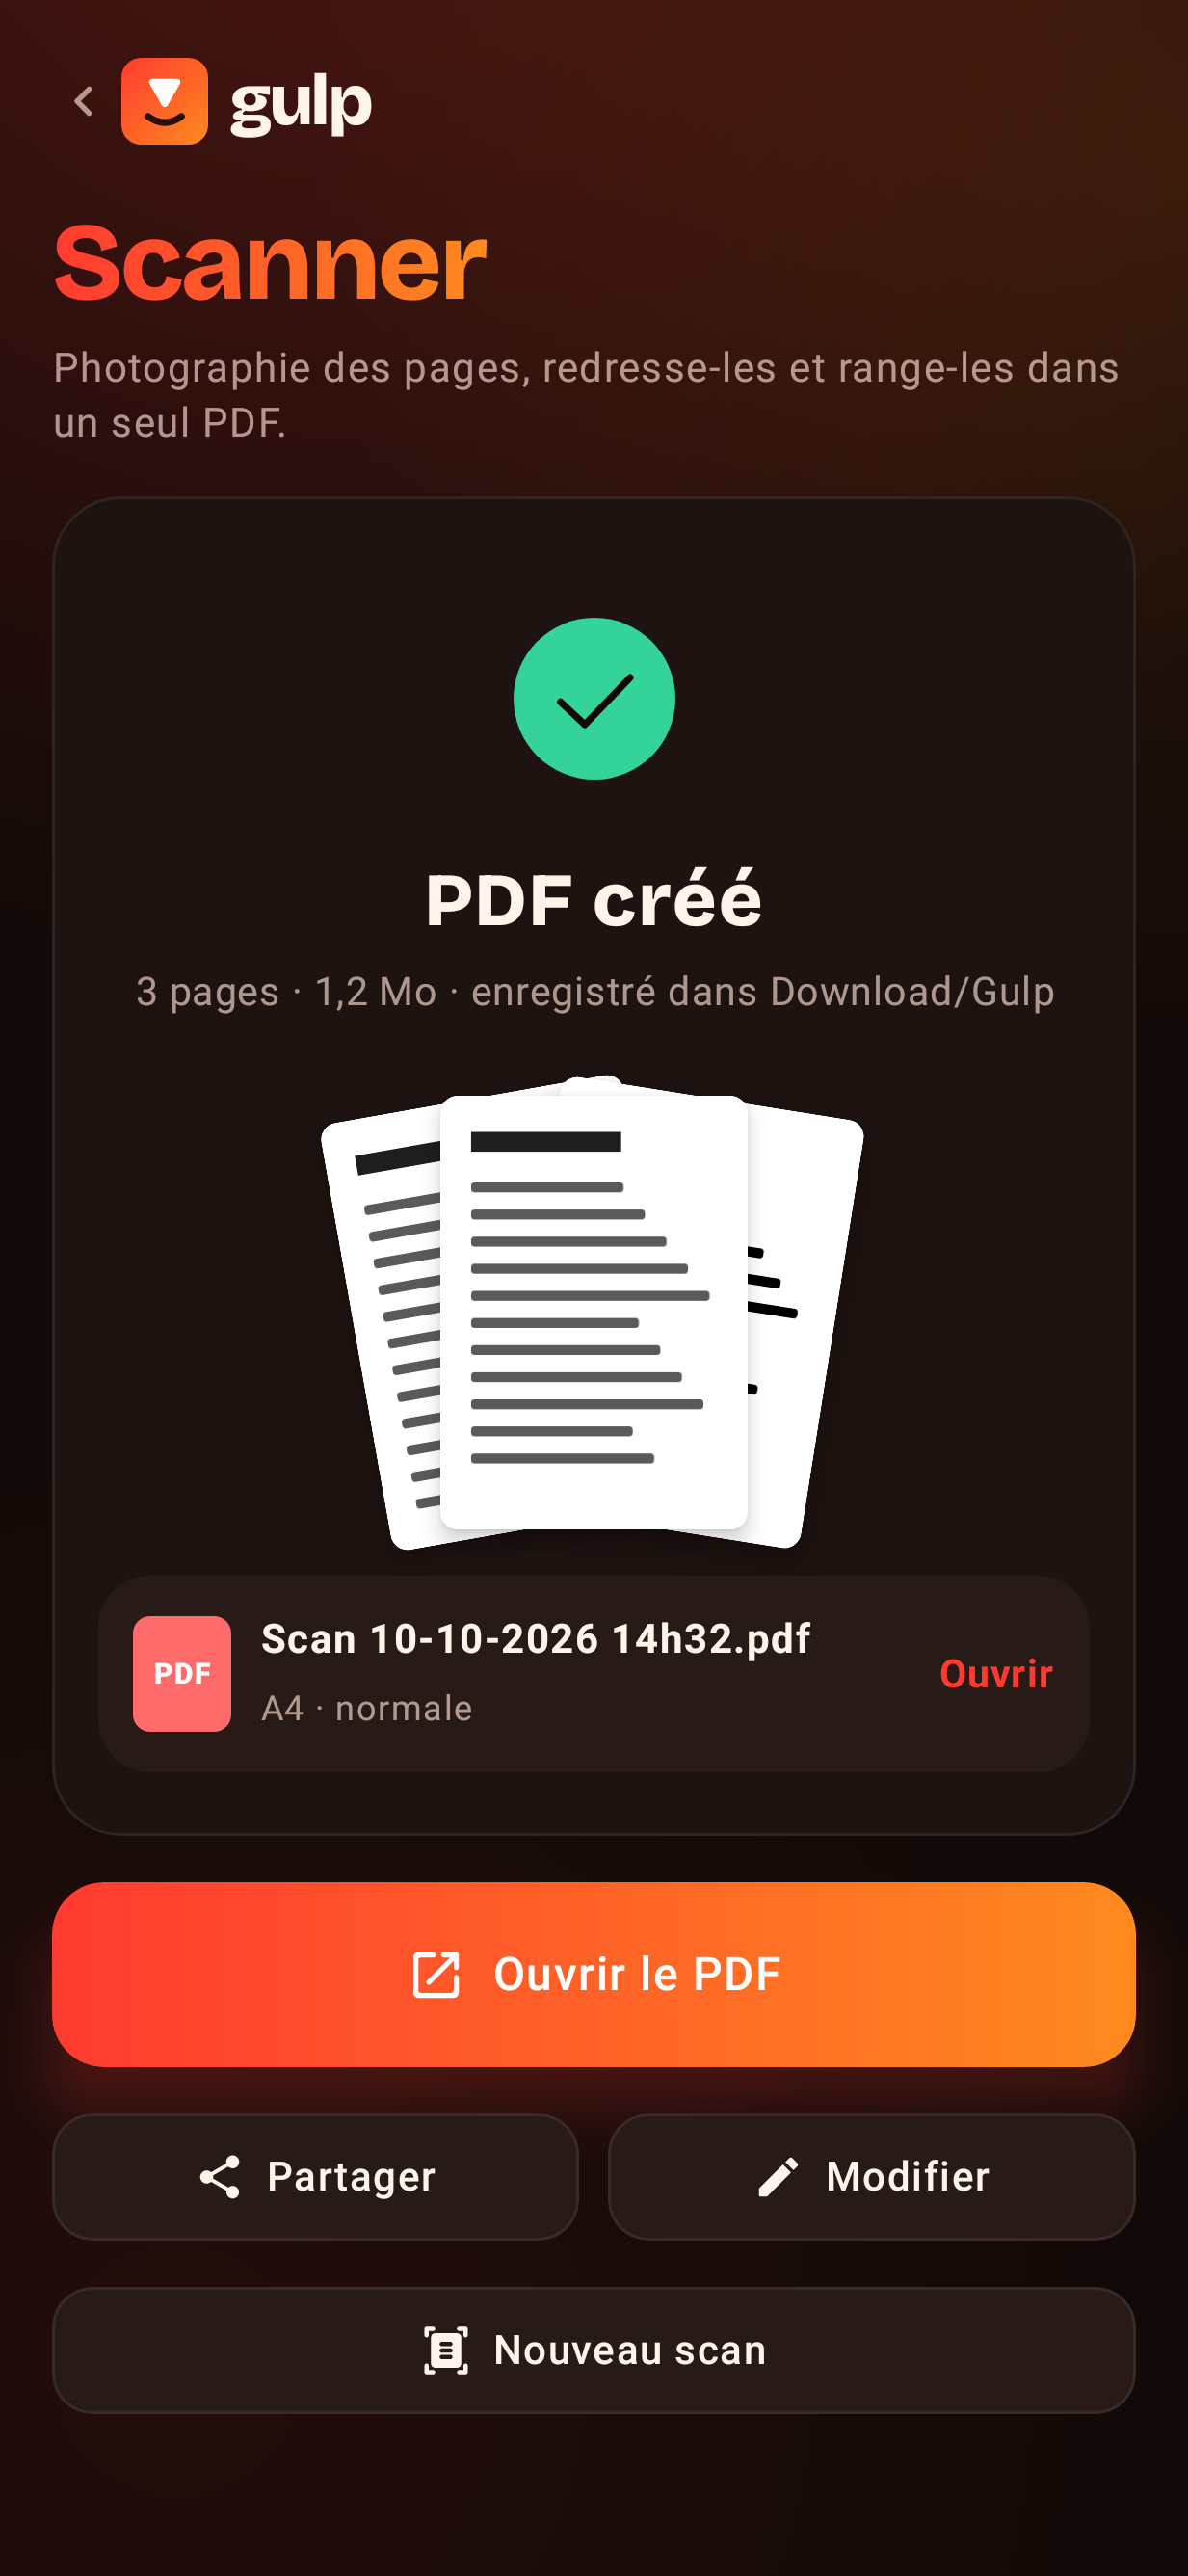 gulp
Scanner
Photographie des pages, redresse-les et range-les dans
un seul PDF.
PDF créé
3 pages · 1,2 Mo · enregistré dans Download/Gulp
PDF
Scan 10-10-2026 14h32.pdf
A4 · normale
Ouvrir
Ouvrir le PDF
Partager
Modifier
Nouveau scan